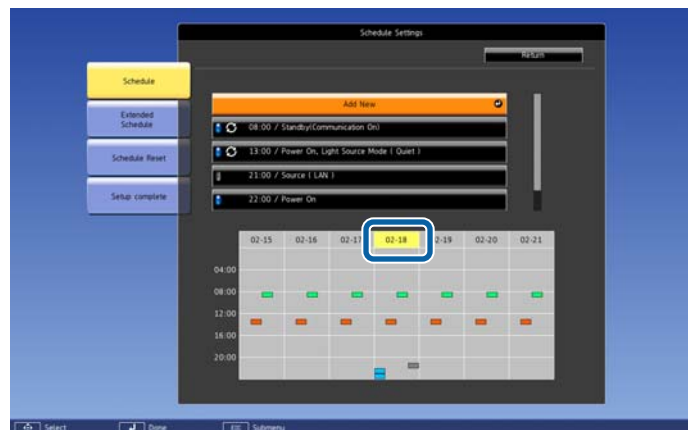 Schedule Settings
Return
Schedule
Extended
Schedule
Schedule Reset
Setup complete
Add New
08:00 / Standby(Communication On)
13:00 / Power On, Light Source Mode ( Quiet )
21:00 / Source ( LAN )
22:00 / Power On
02-15 02-16 02-17 02-18 02-19 02-20 02-21
04:00
08:00
12:00
16:00
20:00
Select Done Esc Submenu